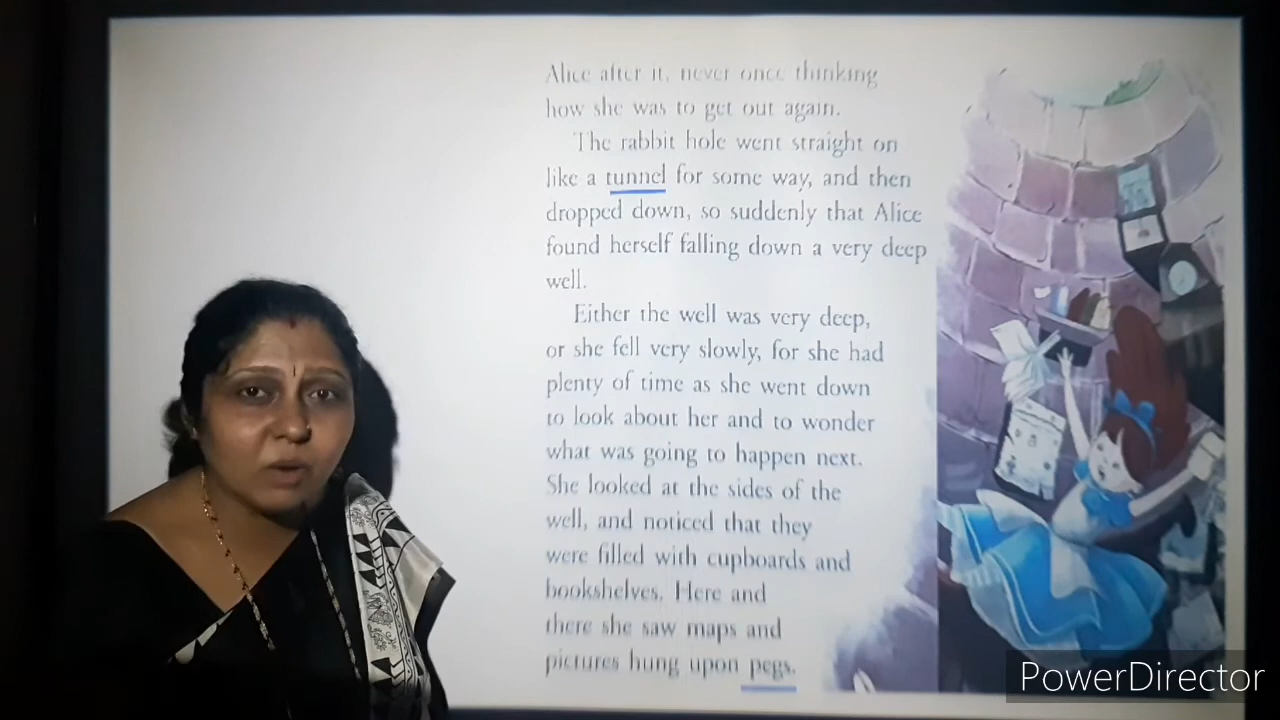 Alice after it, never once thinking
how she was to get out again.
The rabbit hole went straight on
like a tunnel for some way, and then
dropped down, so suddenly that Alice
found herself falling down a very deep
well.
Either the well was very deep,
or she fell very slowly, for she had
plenty of time as she went down
to look about her and to wonder
what was going to happen next.
She looked at the sides of the
well, and noticed that they
were filled with cupboards and
bookshelves. Here and
there she saw maps and
pictures hung upon pegs.
PowerDirector